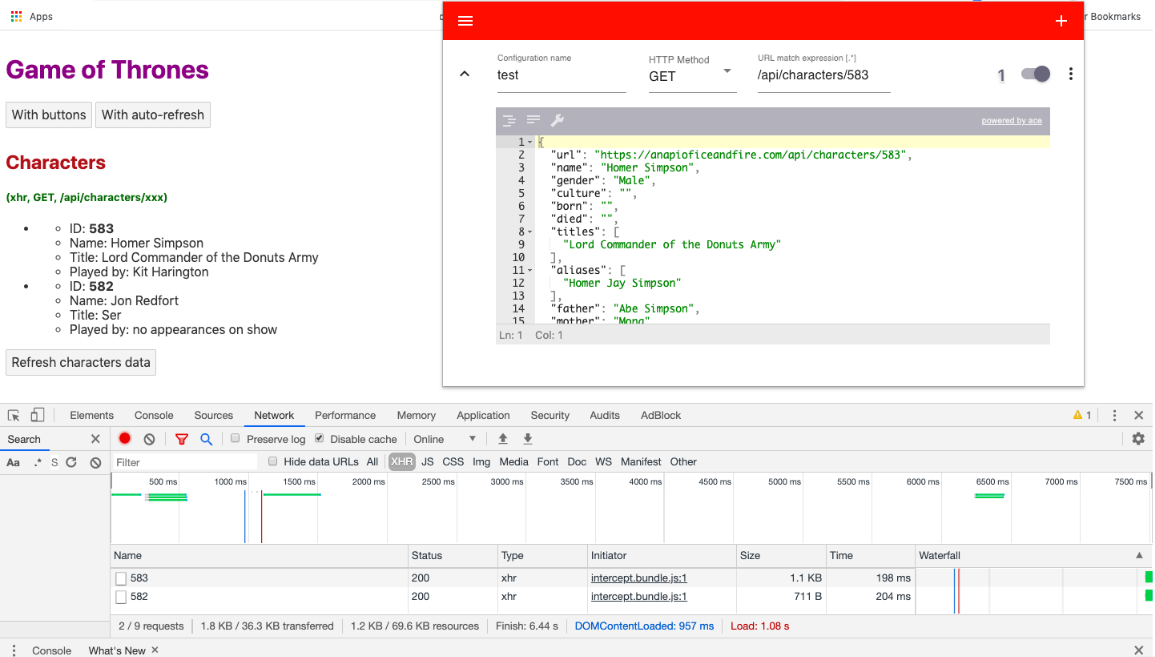 Apps
r Bookmarks
Game of Thrones
With buttons
With auto-refresh
Characters
(xhr, GET, /api/characters/xxx)
ID: 583
Name: Homer Simpson
Title: Lord Commander of the Donuts Army
Played by: Kit Harington
ID: 582
Name: Jon Redfort
Title: Ser
Played by: no appearances on show
Refresh characters data
Configuration name
test
HTTP Method
GET
URL match expression [.*]
/api/characters/583
1
powered by ace
1 {
2 "url": "https://anapioficeandfire.com/api/characters/583",
3 "name": "Homer Simpson",
4 "gender": "Male",
5 "culture": "",
6 "born": "",
7 "died": "",
8 "titles": [
9 "Lord Commander of the Donuts Army"
10 ],
11 "aliases": [
12 "Homer Jay Simpson"
13 ],
14 "father": "Abe Simpson",
15 "mother": "Mona"
Ln: 1 Col: 1
Elements Console Sources Network Performance Memory Application Security Audits AdBlock 1
Search
Preserve log Disable cache Online
Aa .* S
Filter Hide data URLs All XHR JS CSS Img Media Font Doc WS Manifest Other
500 ms 1000 ms 1500 ms 2000 ms 2500 ms 3000 ms 3500 ms 4000 ms 4500 ms 5000 ms 5500 ms 6000 ms 6500 ms 7000 ms 7500 ms
Name Status Type Initiator Size Time Waterfall
583 200 xhr intercept.bundle.js:1 1.1 KB 198 ms
582 200 xhr intercept.bundle.js:1 711 B 204 ms
2 / 9 requests 1.8 KB / 36.3 KB transferred 1.2 KB / 69.6 KB resources Finish: 6.44 s DOMContentLoaded: 957 ms Load: 1.08 s
Console What's New